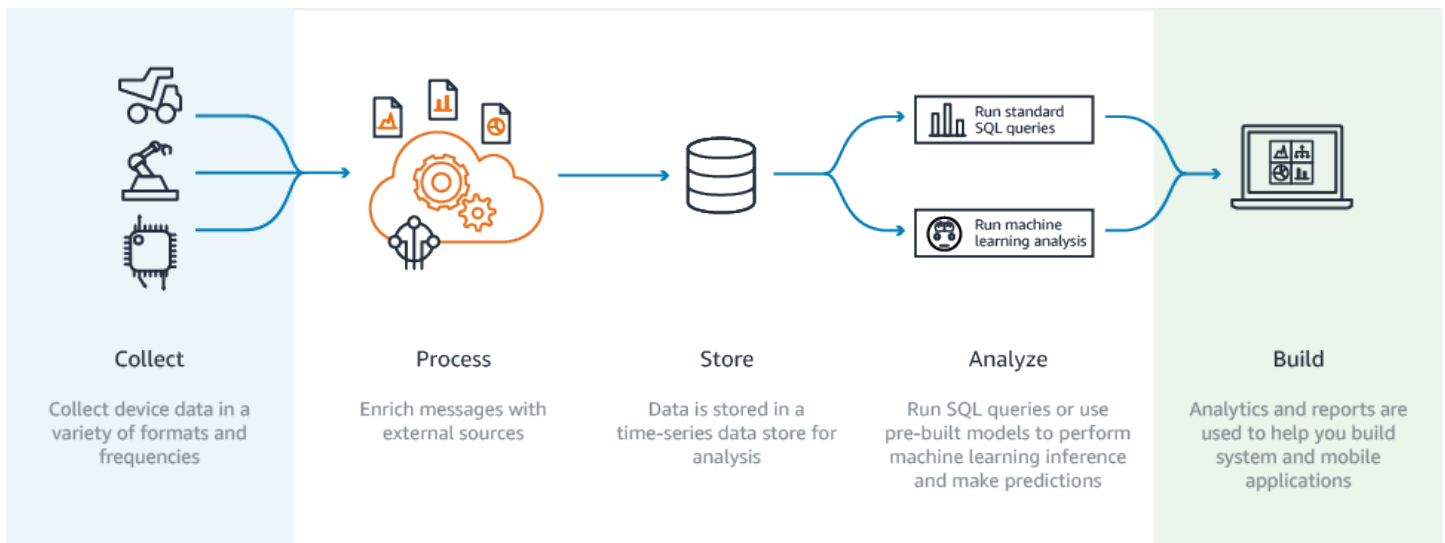 Run standard
SQL queries
Run machine
learning analysis
Collect
Collect device data in a
variety of formats and
frequencies
Process
Enrich messages with
external sources
Store
Data is stored in a
time-series data store for
analysis
Analyze
Run SQL queries or use
pre-built models to perform
machine learning inference
and make predictions
Build
Analytics and reports are
used to help you build
system and mobile
applications